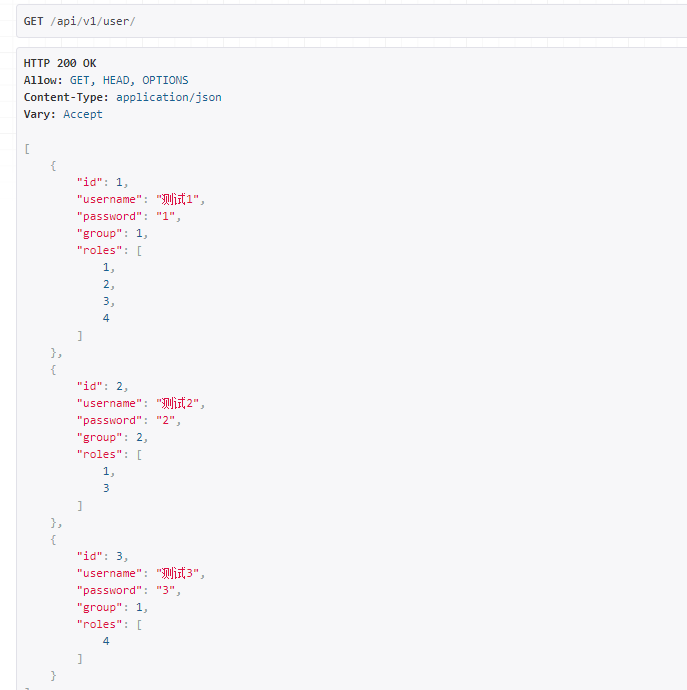 GET /api/v1/user/
HTTP 200 OK
Allow: GET, HEAD, OPTIONS
Content-Type: application/json
Vary: Accept
[
    {
        "id": 1,
        "username": "测试1",
        "password": "1",
        "group": 1,
        "roles": [
            1,
            2,
            3,
            4
        ]
    },
    {
        "id": 2,
        "username": "测试2",
        "password": "2",
        "group": 2,
        "roles": [
            1,
            3
        ]
    },
    {
        "id": 3,
        "username": "测试3",
        "password": "3",
        "group": 1,
        "roles": [
            4
        ]
    }